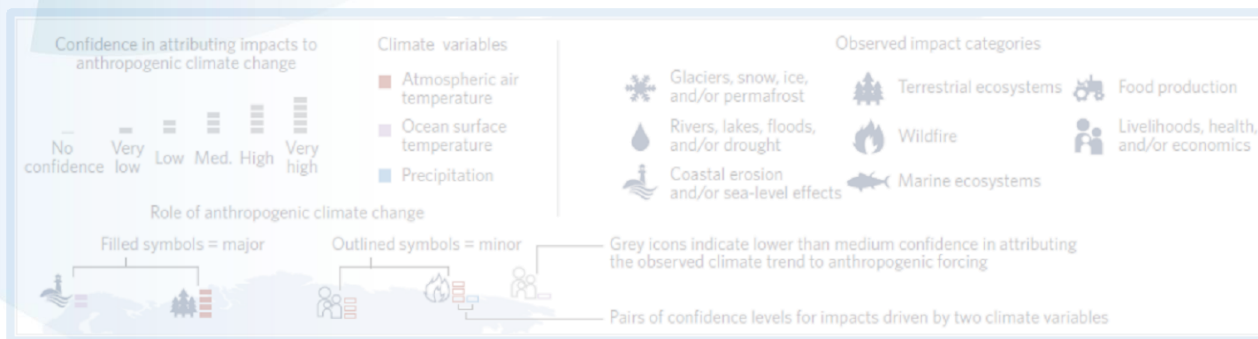 Confidence in attributing impacts to
anthropogenic climate change
No
confidence
Very
low
Low
Med.
High
Very
high
Climate variables
Atmospheric air
temperature
Ocean surface
temperature
Precipitation
Observed impact categories
Glaciers, snow, ice,
and/or permafrost
Rivers, lakes, floods,
and/or drought
Coastal erosion
and/or sea-level effects
Terrestrial ecosystems
Wildfire
Marine ecosystems
Food production
Livelihoods, health,
and/or economics
Role of anthropogenic climate change
Filled symbols = major
Outlined symbols = minor
Grey icons indicate lower than medium confidence in attributing
the observed climate trend to anthropogenic forcing
Pairs of confidence levels for impacts driven by two climate variables